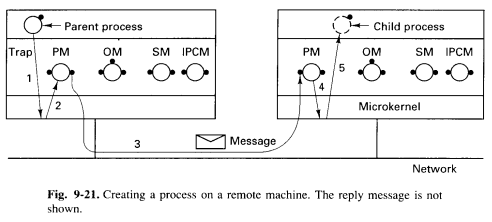 Parent process
Child process
Trap PM OM SM IPCM
PM OM SM IPCM
1
2
5
4
Microkernel
3
Message
Network
Fig. 9-21. Creating a process on a remote machine. The reply message is not
shown.